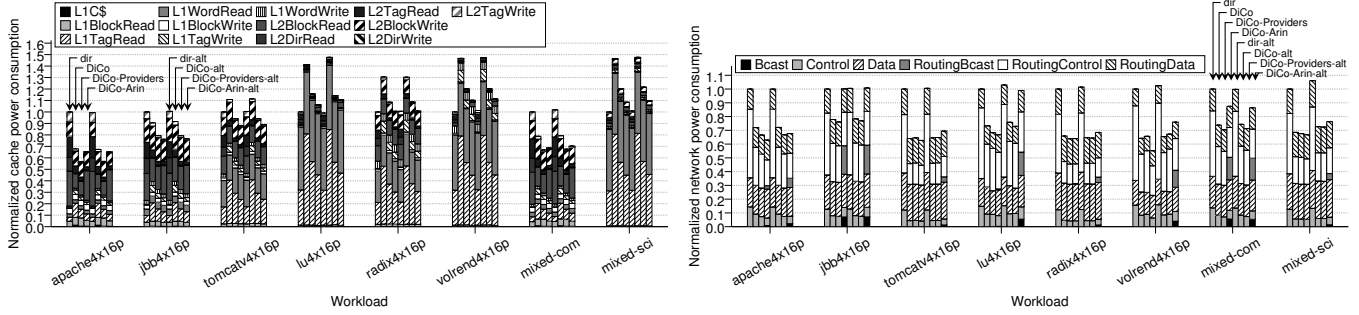 L1C$ L1WordRead L1WordWrite L2TagRead L2TagWrite
L1BlockRead L1BlockWrite L2BlockRead L2BlockWrite
L1TagRead L1TagWrite L2DirRead L2DirWrite
Normalized cache power consumption
1.6
1.5
1.4
1.3
1.2
1.1
1.0
0.9
0.8
0.7
0.6
0.5
0.4
0.3
0.2
0.1
0.0
dir
DiCo
DiCo-Providers
DiCo-Arin
dir-alt
DiCo-alt
DiCo-Providers-alt
DiCo-Arin-alt
apache4x16p
jbb4x16p
tomcatv4x16p
lu4x16p
radix4x16p
volrend4x16p
mixed-com
mixed-sci
Workload
dir
DiCo
DiCo-Providers
DiCo-Arin
dir-alt
DiCo-alt
DiCo-Providers-alt
DiCo-Arin-alt
Bcast Control Data RoutingBcast RoutingControl RoutingData
Normalized network power consumption
1.1
1.0
0.9
0.8
0.7
0.6
0.5
0.4
0.3
0.2
0.1
0.0
apache4x16p
jbb4x16p
tomcatv4x16p
lu4x16p
radix4x16p
volrend4x16p
mixed-com
mixed-sci
Workload